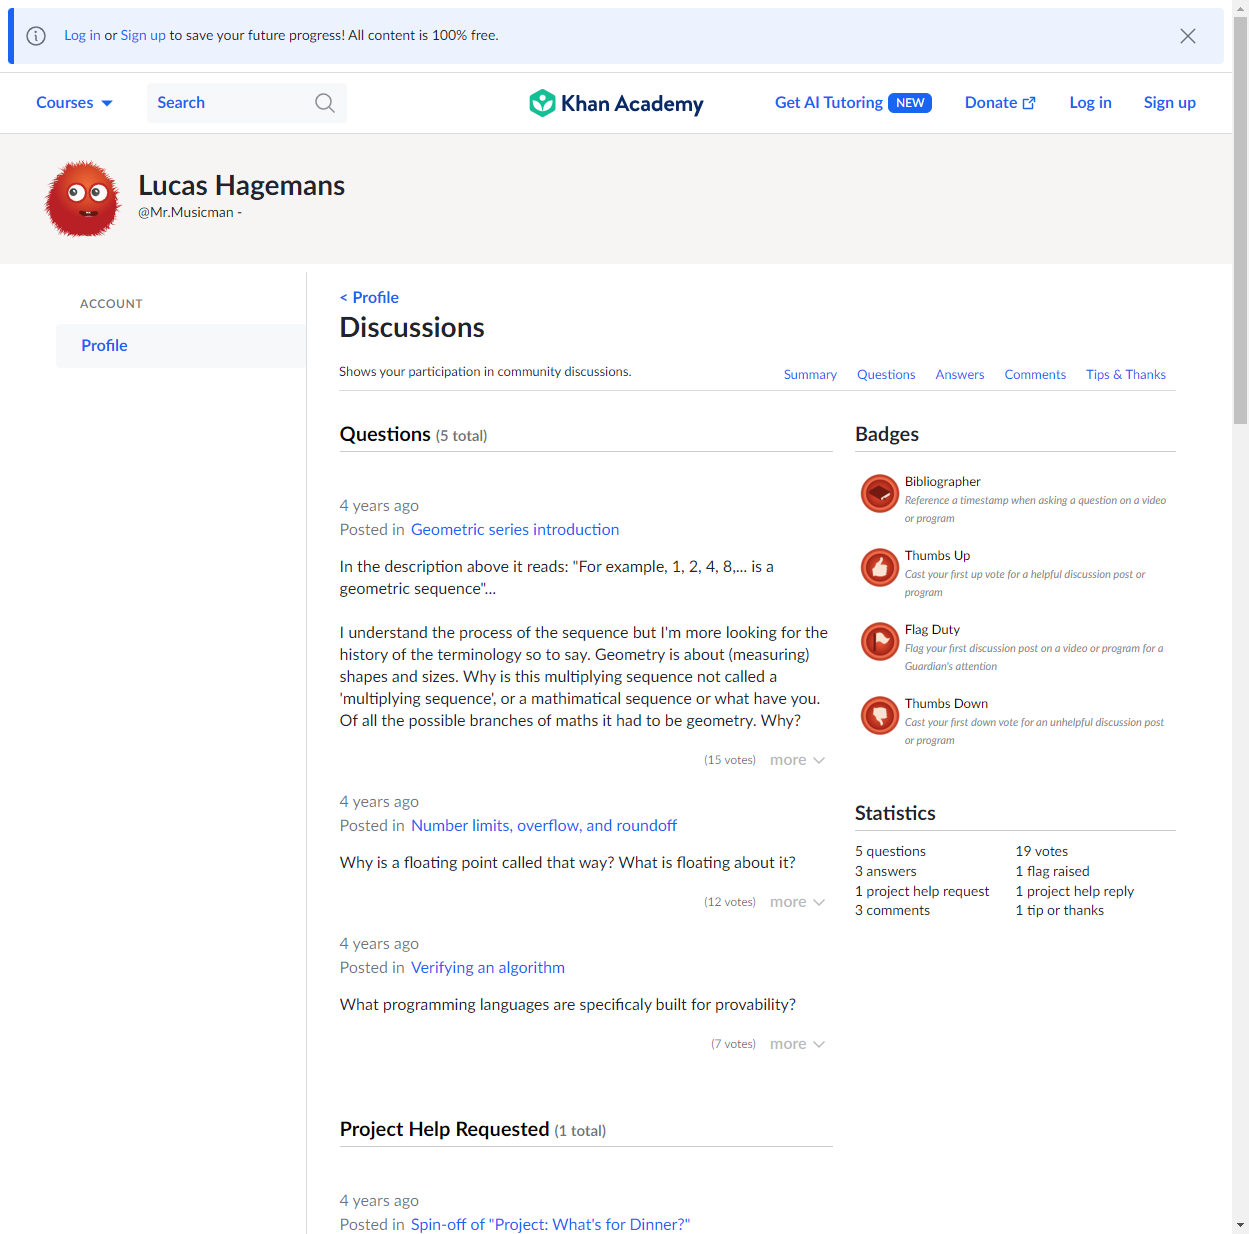 Log in or Sign up to save your future progress! All content is 100% free.
Courses
Search
Khan Academy
Get AI Tutoring NEW
Donate
Log in
Sign up
Lucas Hagemans
@Mr.Musicman -
ACCOUNT
Profile
< Profile
Discussions
Shows your participation in community discussions.
Summary
Questions
Answers
Comments
Tips & Thanks
Questions (5 total)
4 years ago
Posted in Geometric series introduction
In the description above it reads: "For example, 1, 2, 4, 8,... is a
geometric sequence"...
I understand the process of the sequence but I'm more looking for the
history of the terminology so to say. Geometry is about (measuring)
shapes and sizes. Why is this multiplying sequence not called a
'multiplying sequence', or a mathimatical sequence or what have you.
Of all the possible branches of maths it had to be geometry. Why?
(15 votes) more
4 years ago
Posted in Number limits, overflow, and roundoff
Why is a floating point called that way? What is floating about it?
(12 votes) more
4 years ago
Posted in Verifying an algorithm
What programming languages are specificaly built for provability?
(7 votes) more
Project Help Requested (1 total)
4 years ago
Posted in Spin-off of "Project: What's for Dinner?"
Badges
Bibliographer
Reference a timestamp when asking a question on a video
or program
Thumbs Up
Cast your first up vote for a helpful discussion post or
program
Flag Duty
Flag your first discussion post on a video or program for a
Guardian's attention
Thumbs Down
Cast your first down vote for an unhelpful discussion post
or program
Statistics
5 questions
19 votes
3 answers
1 flag raised
1 project help request
1 project help reply
3 comments
1 tip or thanks